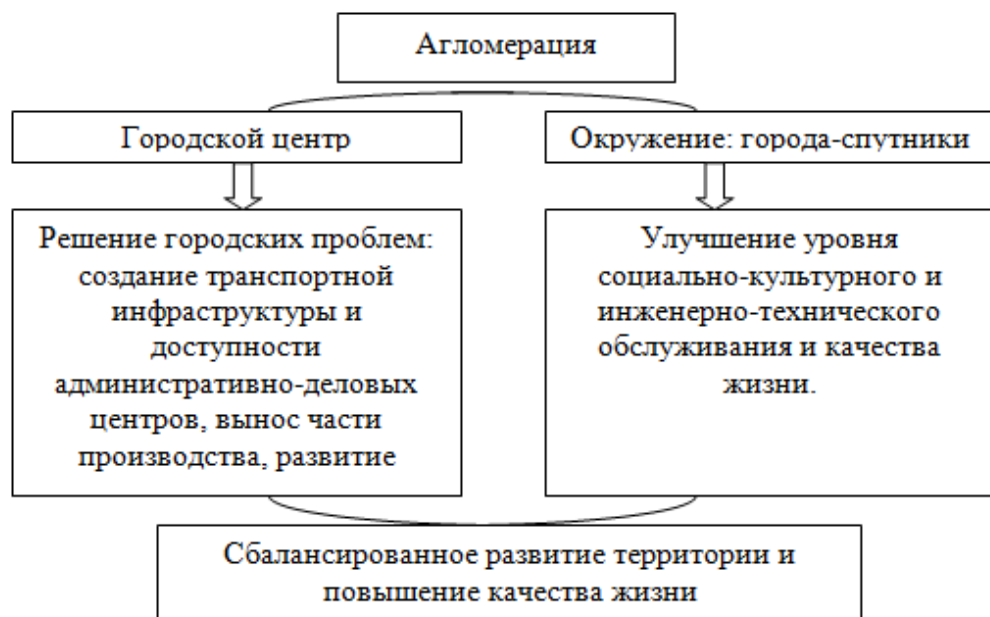 Агломерация
Городской центр
Окружение: города-спутники
Решение городских проблем:
создание транспортной
инфраструктуры и
доступности
административно-деловых
центров, вынос части
производства, развитие
Улучшение уровня
социально-культурного и
инженерно-технического
обслуживания и качества
жизни.
Сбалансированное развитие территории и
повышение качества жизни